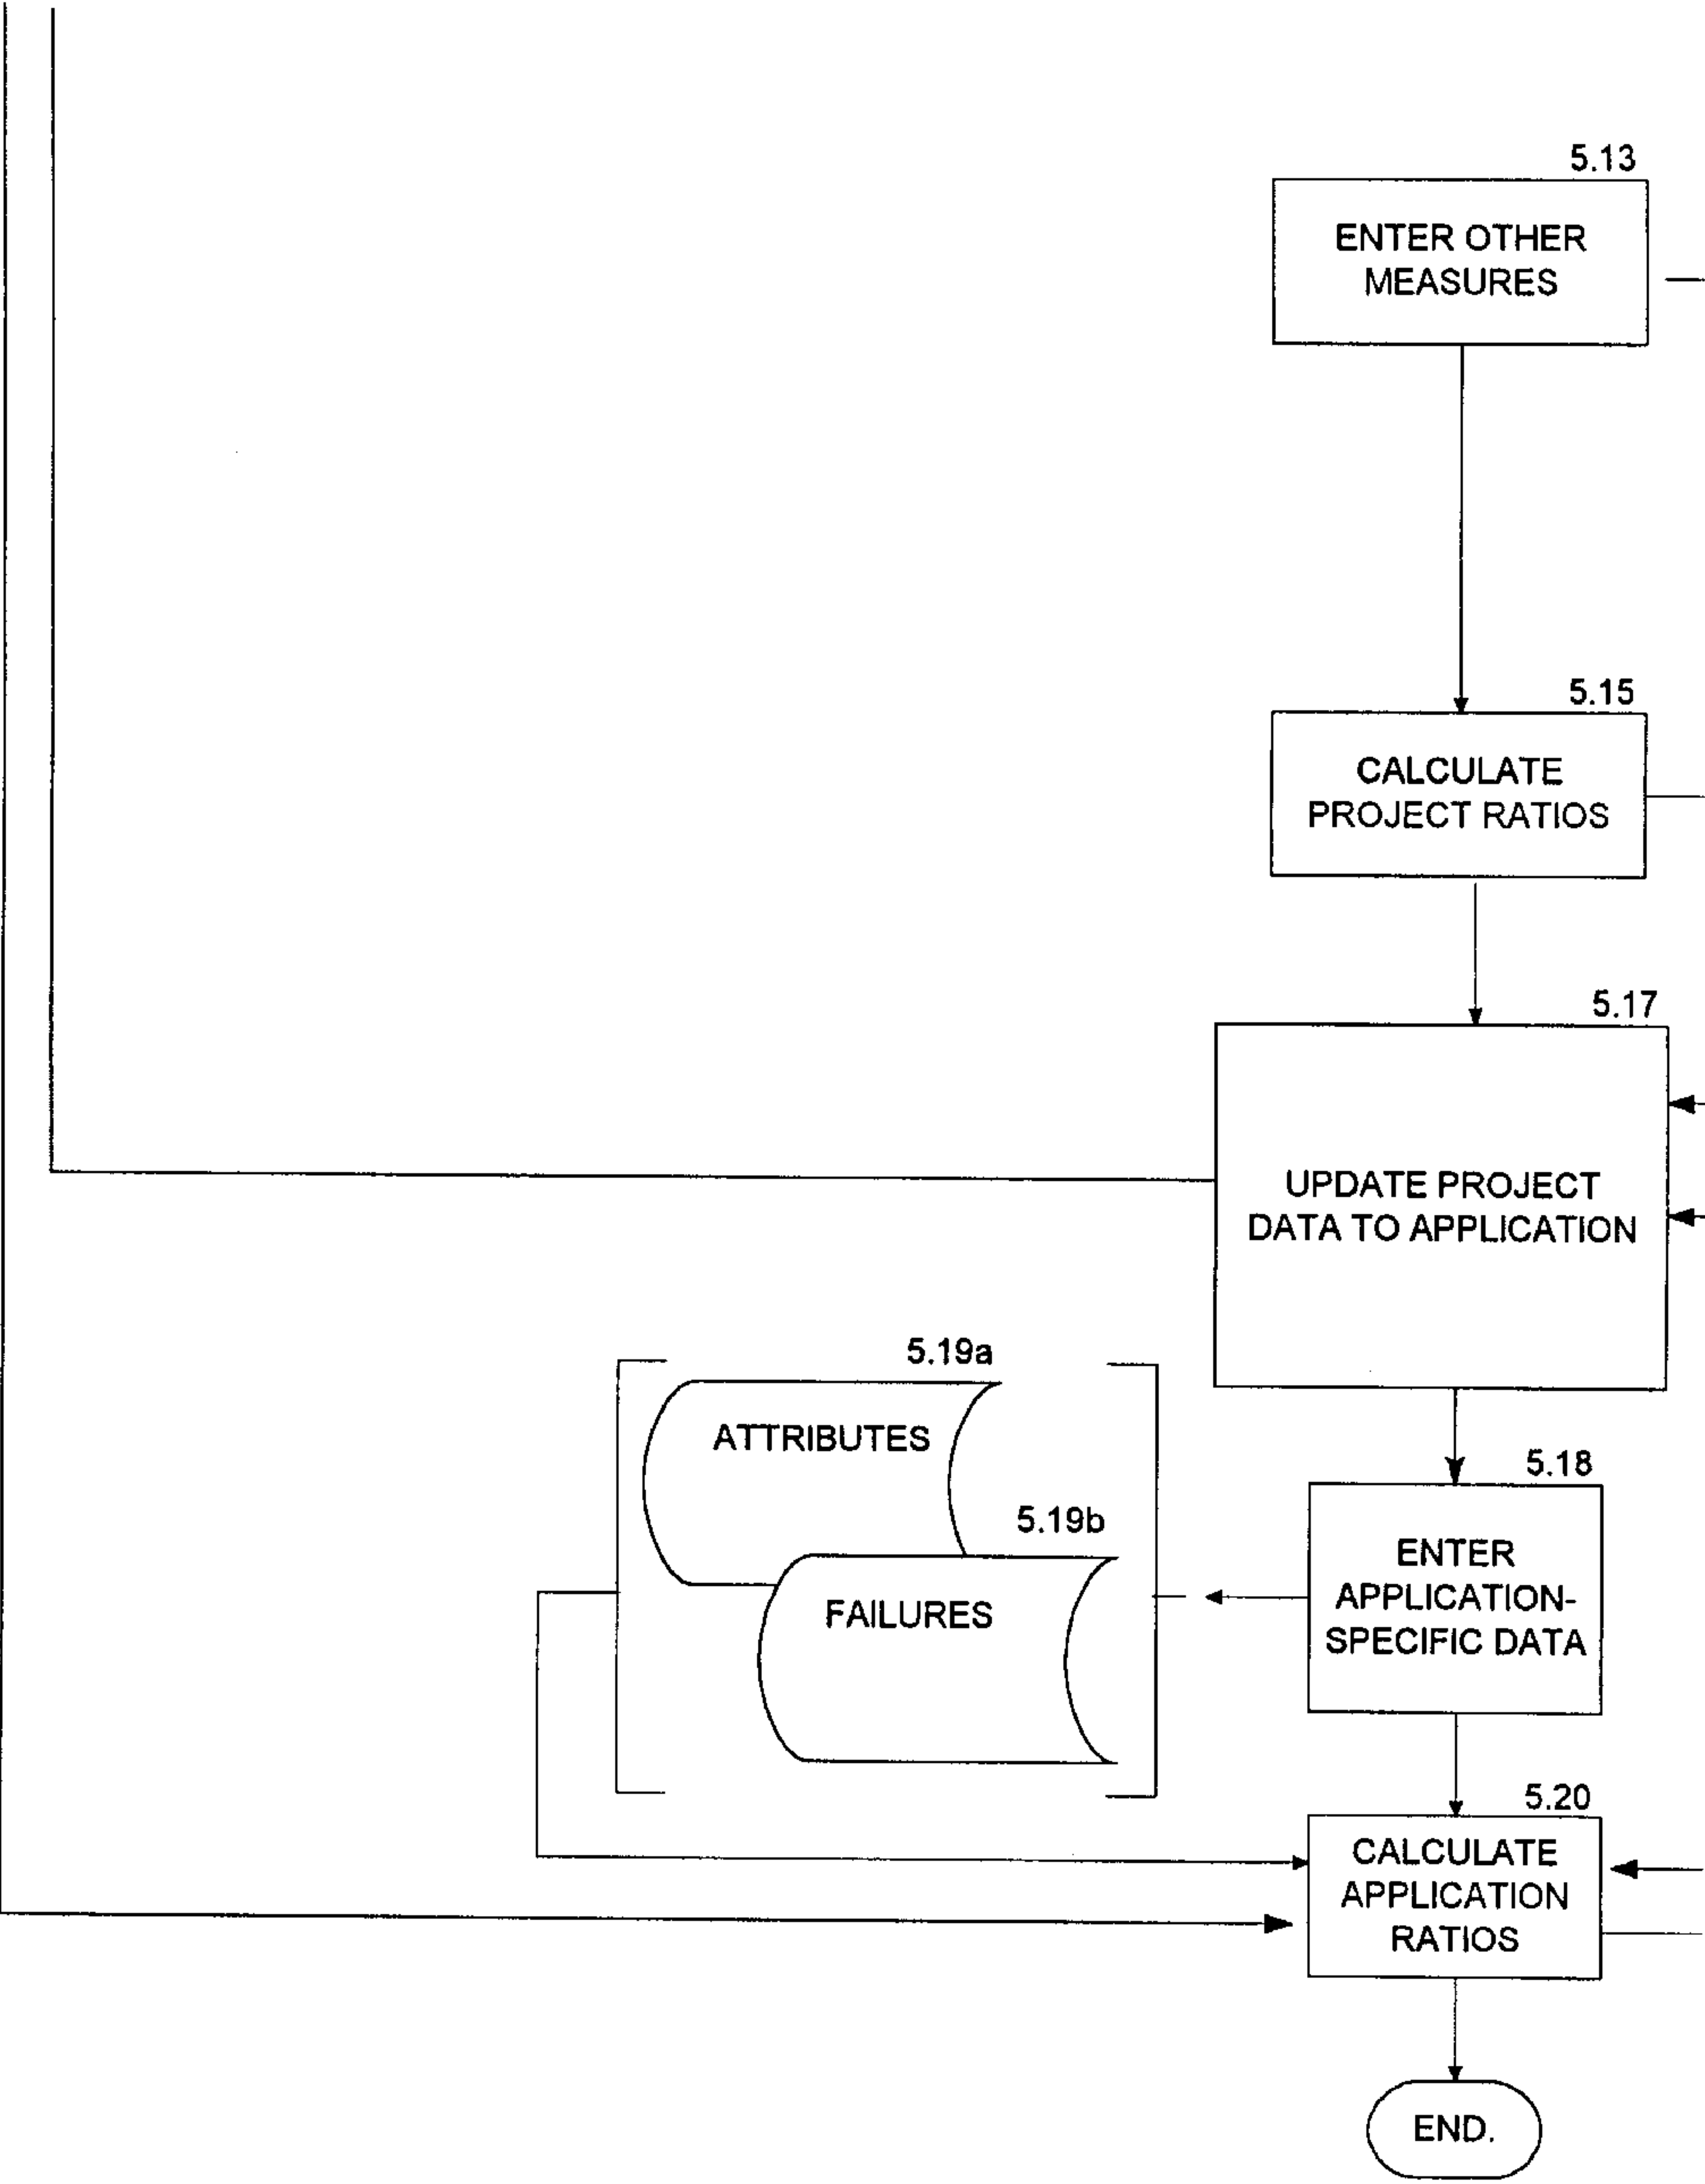 5.13
ENTER OTHER
MEASURES
5.15
CALCULATE
PROJECT RATIOS
5.17
UPDATE PROJECT
DATA TO APPLICATION
5.19a
ATTRIBUTES
5.19b
FAILURES
5.18
ENTER
APPLICATION-
SPECIFIC DATA
5.20
CALCULATE
APPLICATION
RATIOS
END.